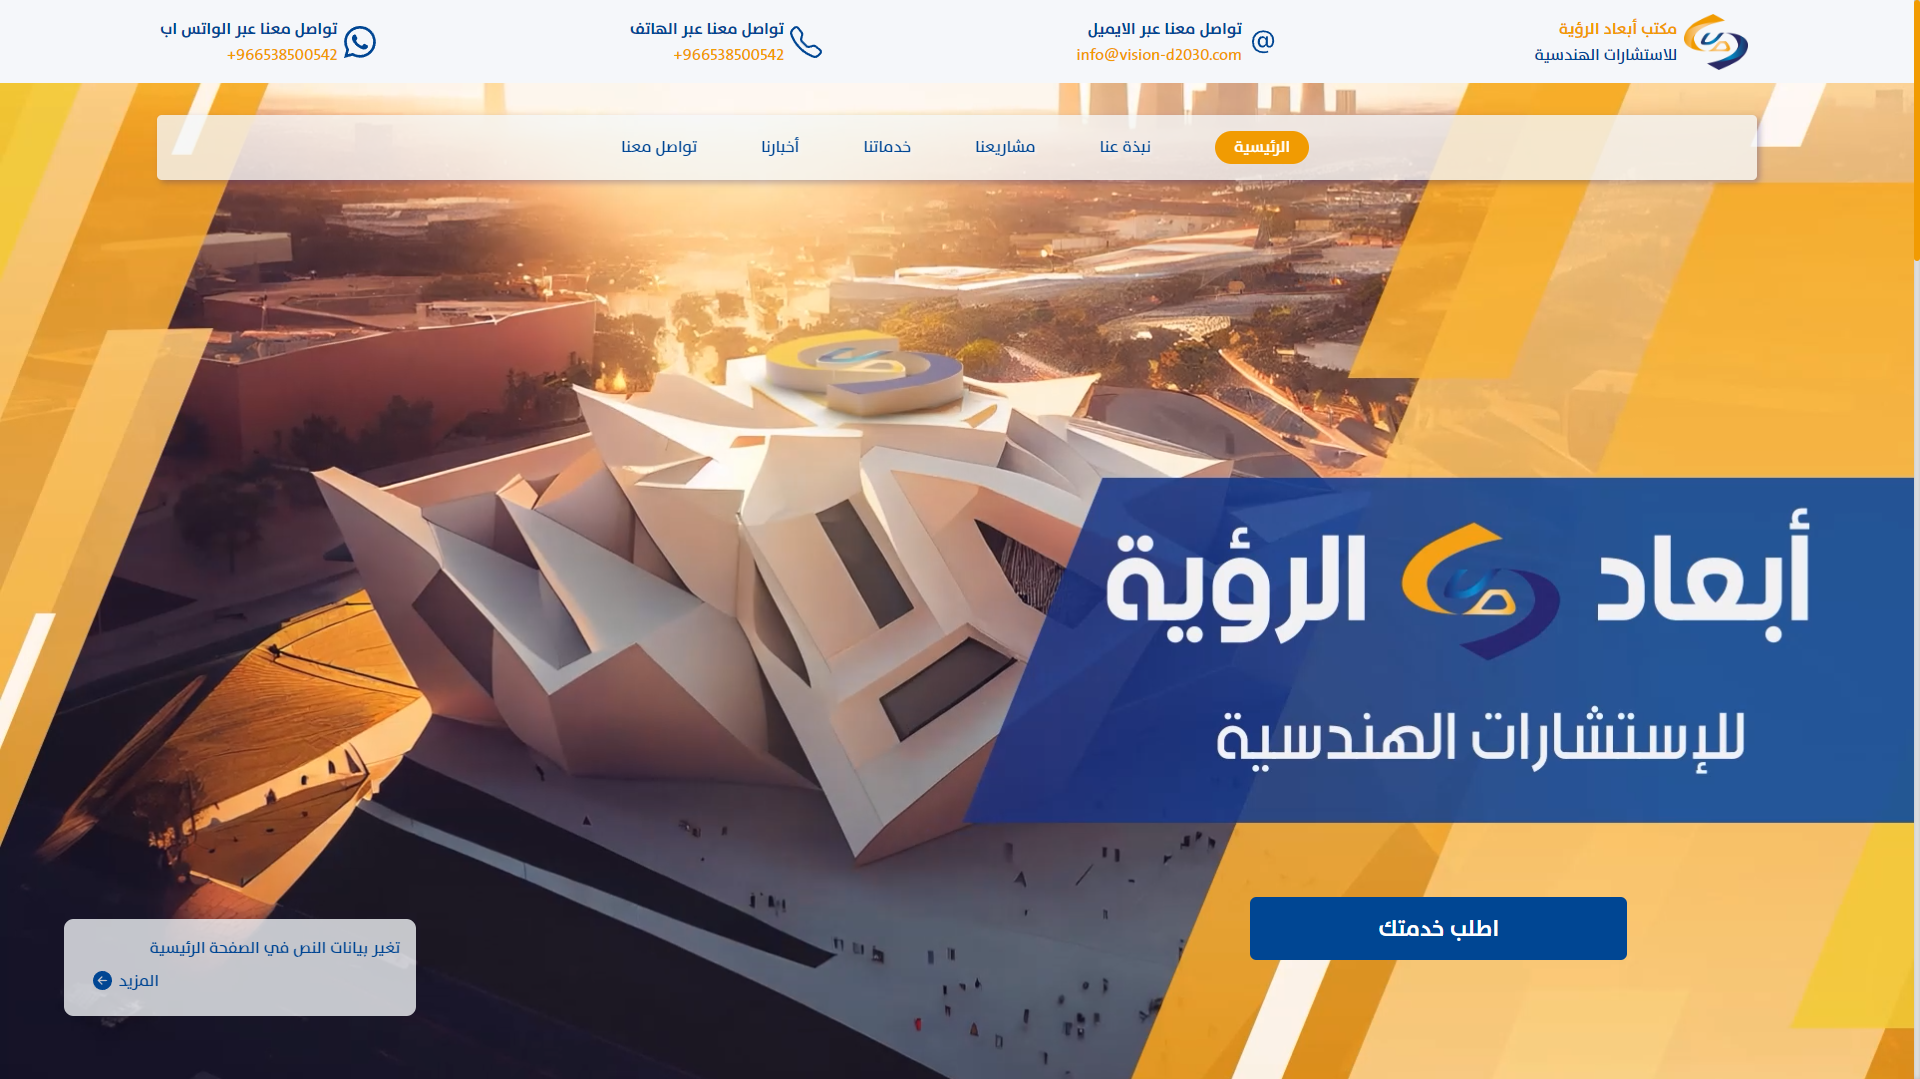 مكتب أبعاد الرؤية
للاستشارات الهندسية
تواصل معنا عبر الايميل
info@vision-d2030.com
تواصل معنا عبر الهاتف
+966538500542
تواصل معنا عبر الواتس اب
+966538500542
الرئيسية
نبذة عنا
مشاريعنا
خدماتنا
أخبارنا
تواصل معنا
أبعاد الرؤية
للإستشارات الهندسية
اطلب خدمتك
تغير بيانات النص في الصفحة الرئيسية
المزيد